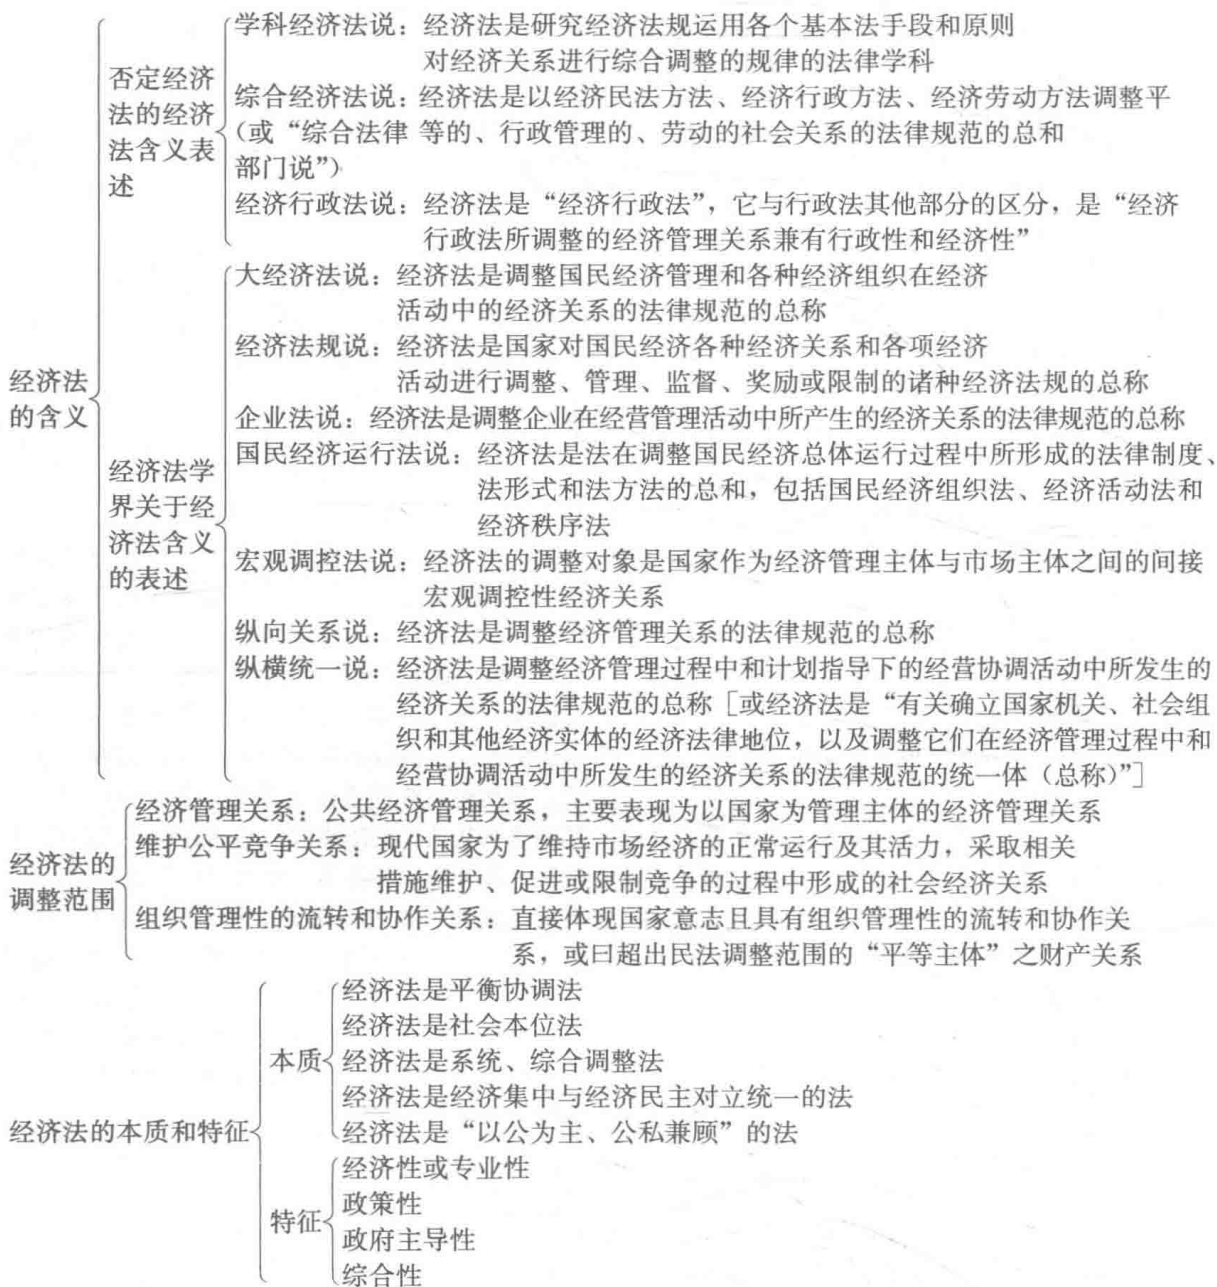 学科经济法说：经济法是研究经济法规运用各个基本法手段和原则
对经济关系进行综合调整的规律的法律学科
否定经济
法的经济
法含义表
述
综合经济法说：经济法是以经济民法方法、经济行政方法、经济劳动方法调整平
（或“综合法律 等的、行政管理的、劳动的社会关系的法律规范的总和
部门说”）
经济行政法说：经济法是“经济行政法”，它与行政法其他部分的区分，是“经济
行政法所调整的经济管理关系兼有行政性和经济性”
经济法
的含义
大经济法说：经济法是调整国民经济管理和各种经济组织在经济
活动中的经济关系的法律规范的总称
经济法规说：经济法是国家对国民经济各种经济关系和各项经济
活动进行调整、管理、监督、奖励或限制的诸种经济法规的总称
企业法说：经济法是调整企业在经营管理活动中所产生的经济关系的法律规范的总称
经济法学
界关于经
济法含义
的表述
国民经济运行法说：经济法是法在调整国民经济总体运行过程中所形成的法律制度、
法形式和法方法的总和，包括国民经济组织法、经济活动法和
经济秩序法
宏观调控法说：经济法的调整对象是国家作为经济管理主体与市场主体之间的间接
宏观调控性经济关系
纵向关系说：经济法是调整经济管理关系的法律规范的总称
纵横统一说：经济法是调整经济管理过程中和计划指导下的经营协调活动中所发生的
经济关系的法律规范的总称［或经济法是“有关确立国家机关、社会组
织和其他经济实体的经济法律地位，以及调整它们在经济管理过程中和
经营协调活动中所发生的经济关系的法律规范的统一体（总称）”］
经济法的
调整范围
经济管理关系：公共经济管理关系，主要表现为以国家为管理主体的经济管理关系
维护公平竞争关系：现代国家为了维持市场经济的正常运行及其活力，采取相关
措施维护、促进或限制竞争的过程中形成的社会经济关系
组织管理性的流转和协作关系：直接体现国家意志且具有组织管理性的流转和协作关
系，或曰超出民法调整范围的“平等主体”之财产关系
经济法的本质和特征
本质
经济法是平衡协调法
经济法是社会本位法
经济法是系统、综合调整法
经济法是经济集中与经济民主对立统一的法
经济法是“以公为主、公私兼顾”的法
特征
经济性或专业性
政策性
政府主导性
综合性